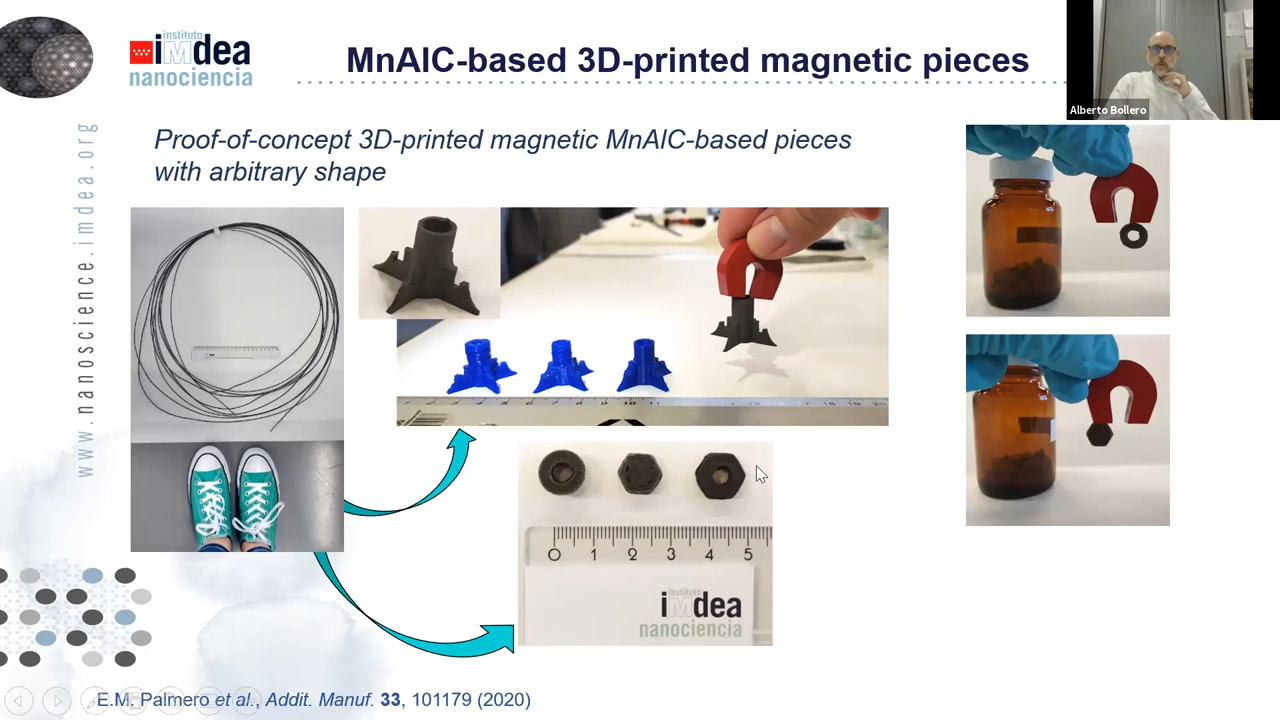 instituto
iMdea
nanociencia
MnAlC-based 3D-printed magnetic pieces
Alberto Bollero
www.nanoscience.imdea.org
Proof-of-concept 3D-printed magnetic MnAlC-based pieces
with arbitrary shape
0 1 2 3 4 5
instituto
iMdea
nanociencia
E.M. Palmero et al., Addit. Manuf. 33, 101179 (2020)